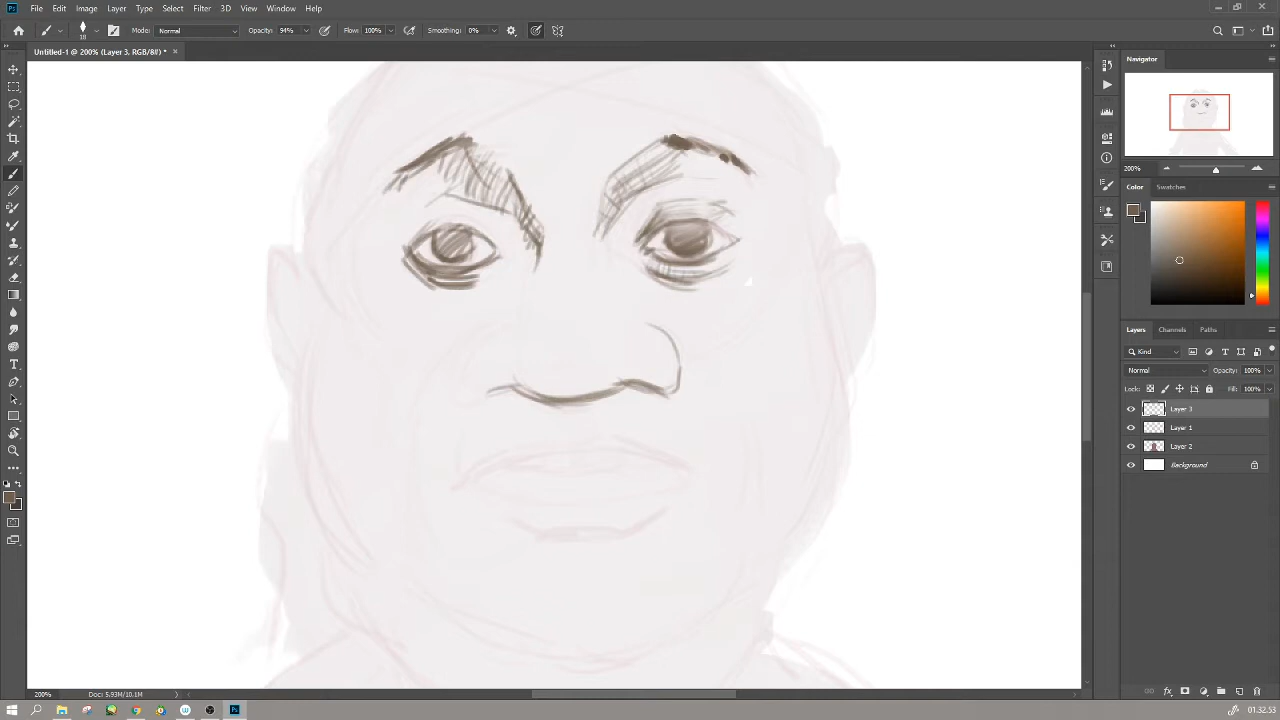 Ps File Edit Image Layer Type Select Filter 3D View Window Help
18 Mode: Normal Opacity: 94% Flow: 100% Smoothing: 0%
Untitled-1 @ 200% (Layer 3, RGB/8#) * ×
Navigator
200%
Color Swatches
Layers Channels Paths
Kind
Normal Opacity: 100%
Lock: Fill: 100%
Layer 3
Layer 1
Layer 2
Background
200% Doc: 5.93M/10.1M
01.32.53